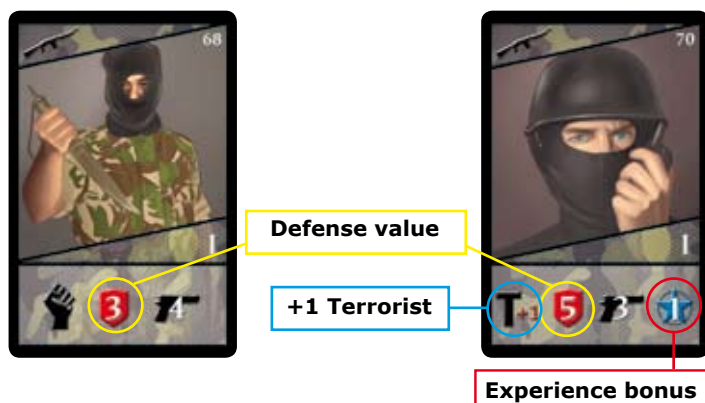 68
70
1
1
Defense value
3
4
+1 Terrorist
T+1
5
3
1
Experience bonus